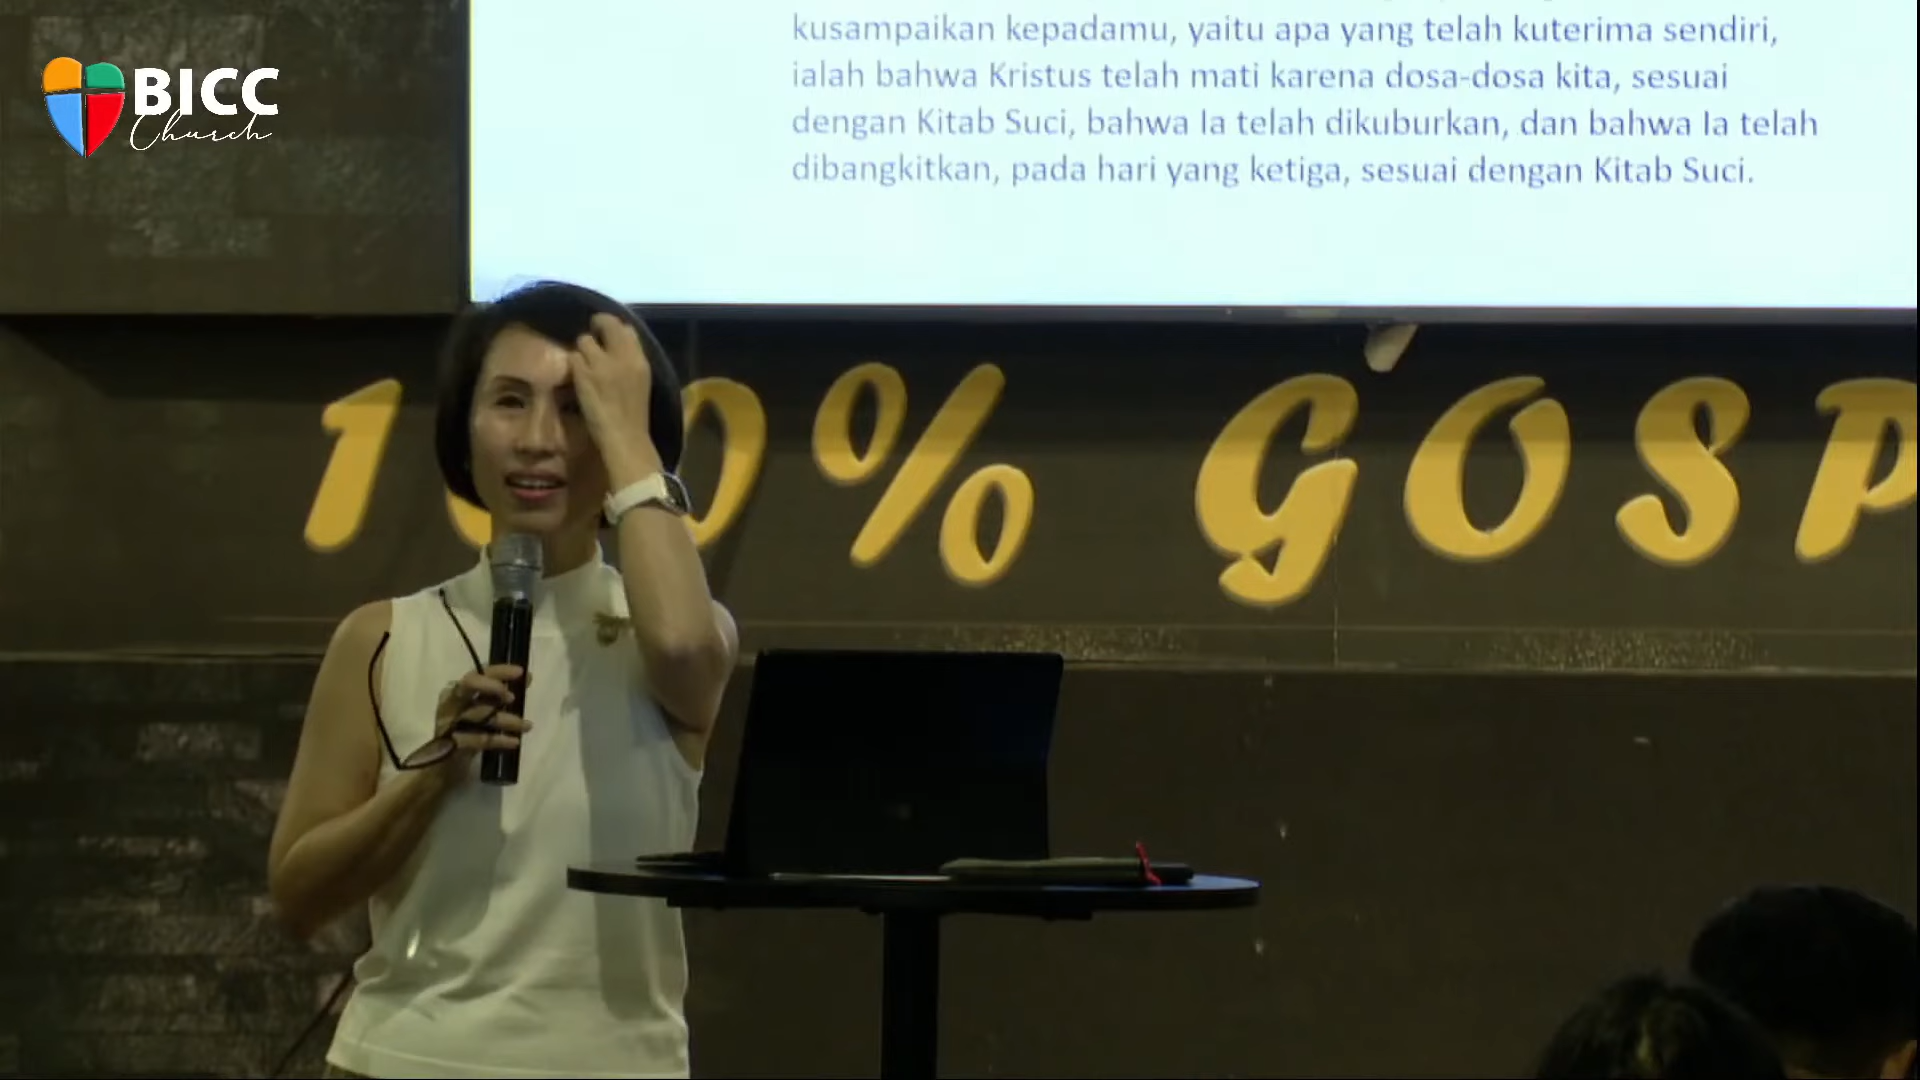 BICC
Church
kusampaikan kepadamu, yaitu apa yang telah kuterima sendiri,
ialah bahwa Kristus telah mati karena dosa-dosa kita, sesuai
dengan Kitab Suci, bahwa Ia telah dikuburkan, dan bahwa Ia telah
dibangkitkan, pada hari yang ketiga, sesuai dengan Kitab Suci.
100% GOSP